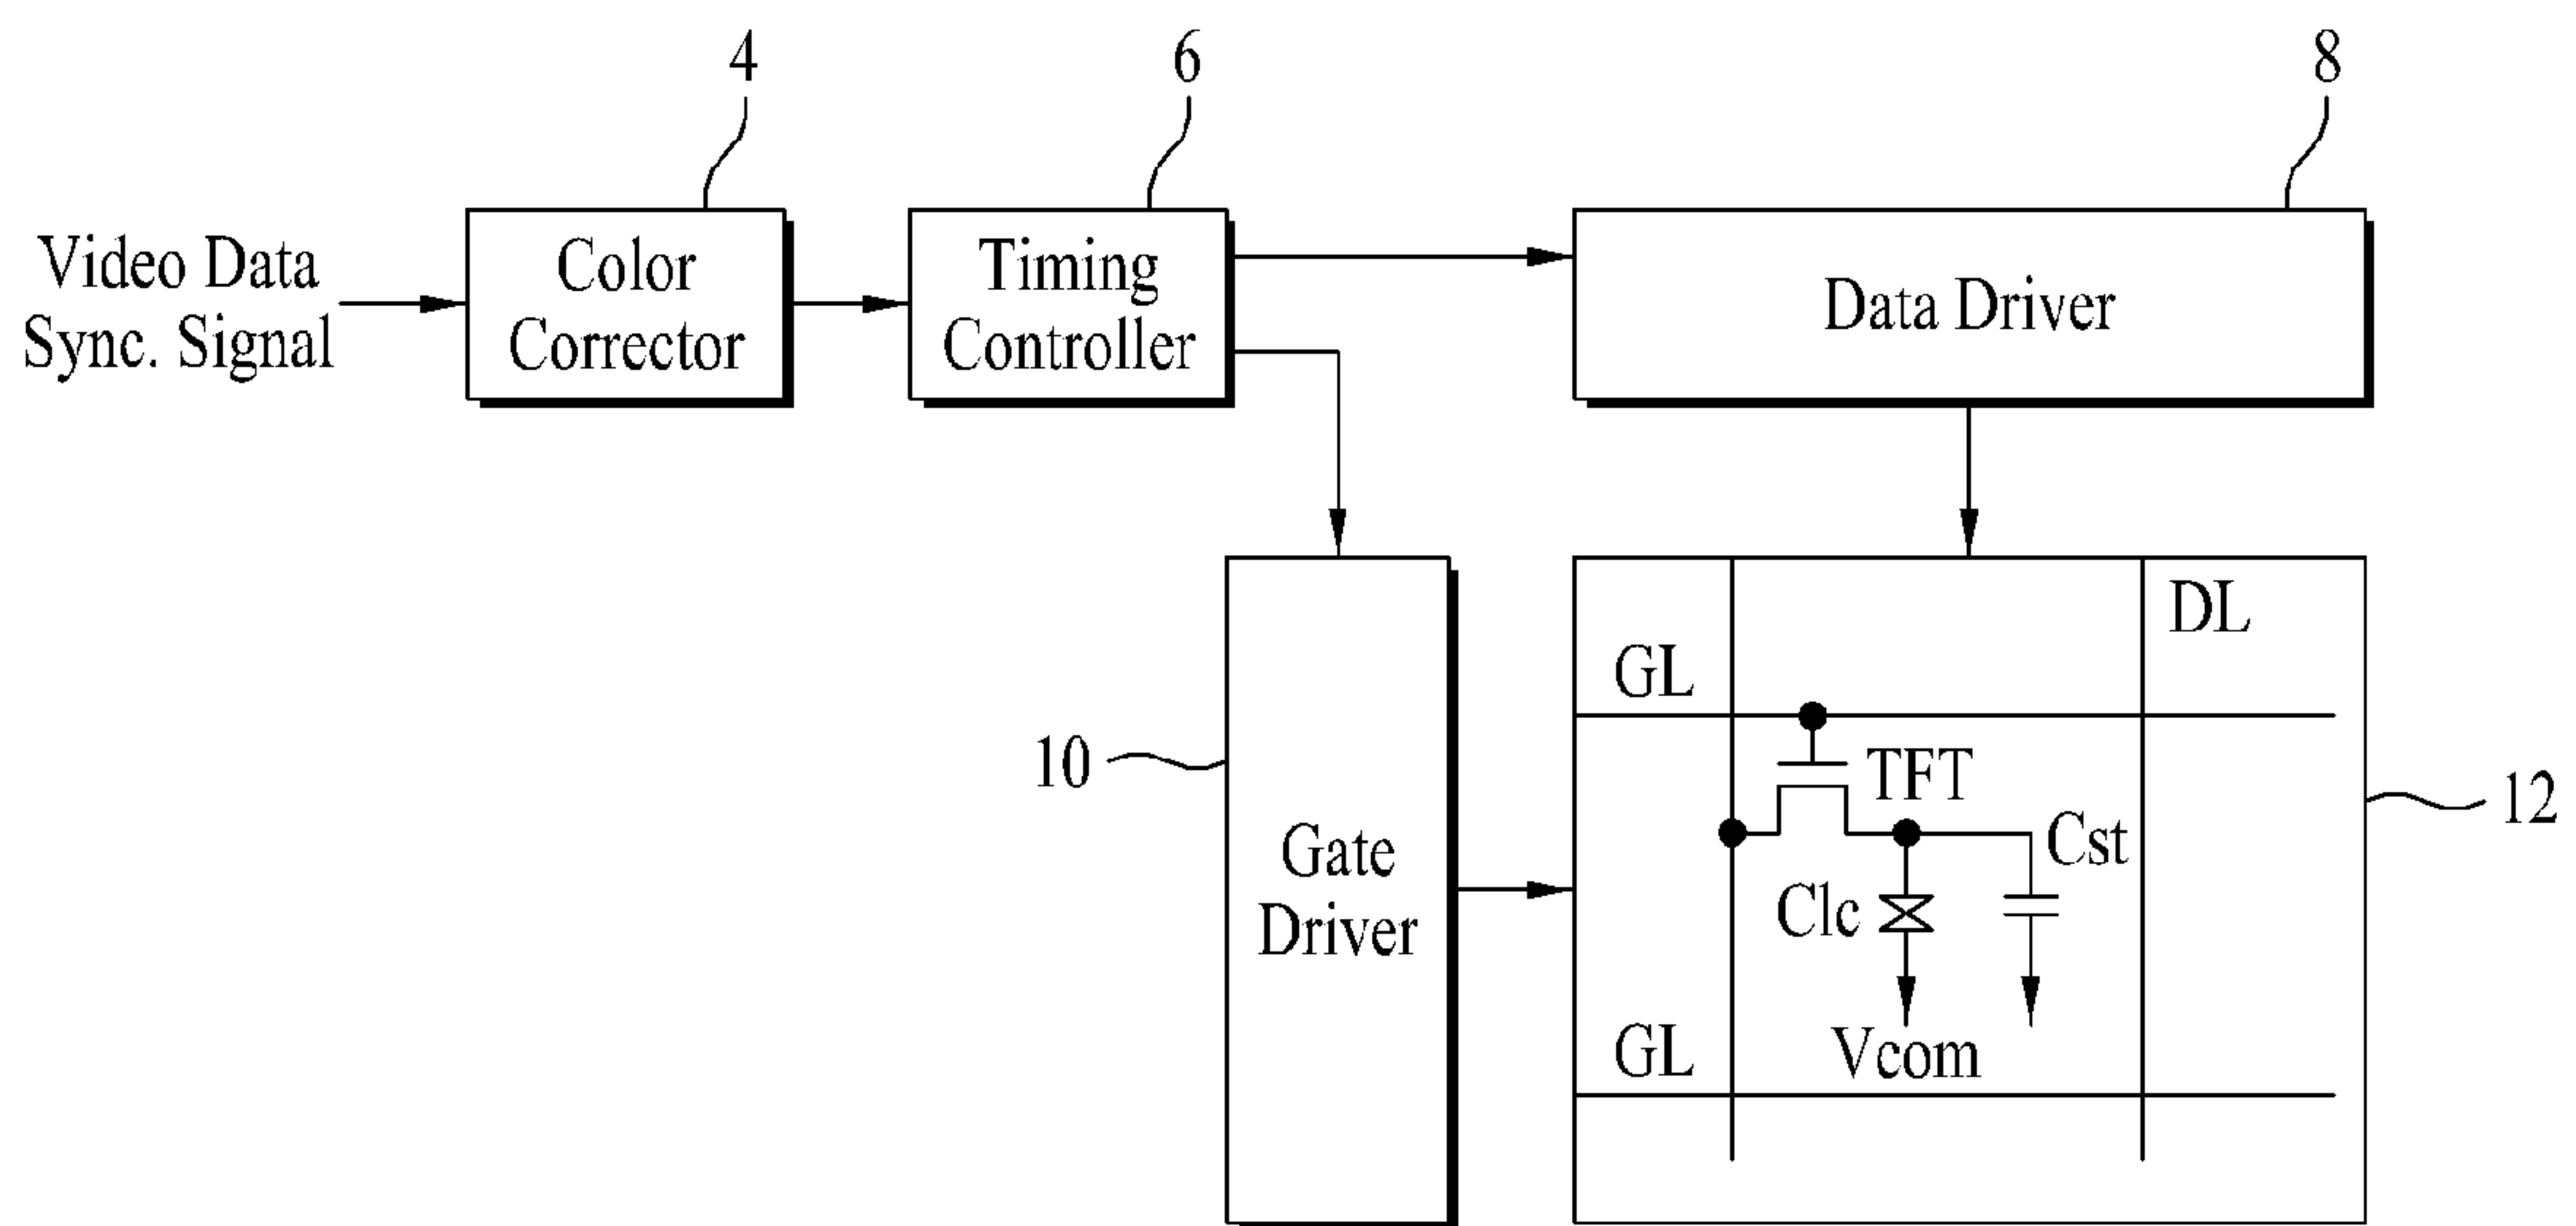 4
6
8
Video Data
Sync. Signal
Color
Corrector
Timing
Controller
Data Driver
DL
GL
10
TFT
12
Cst
Gate
Driver
Clc
GL
Vcom